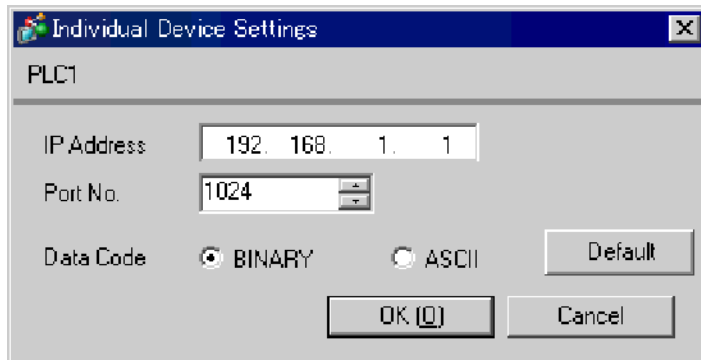 Individual Device Settings
PLC1
IP Address 192. 168. 1. 1
Port No. 1024
Data Code BINARY ASCII Default
OK (O) Cancel